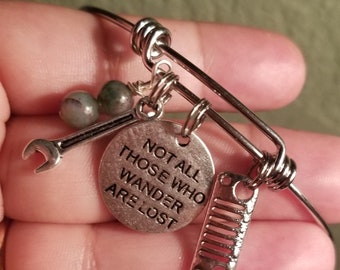 NOT ALL
THOSE WHO
WANDER
ARE LOST